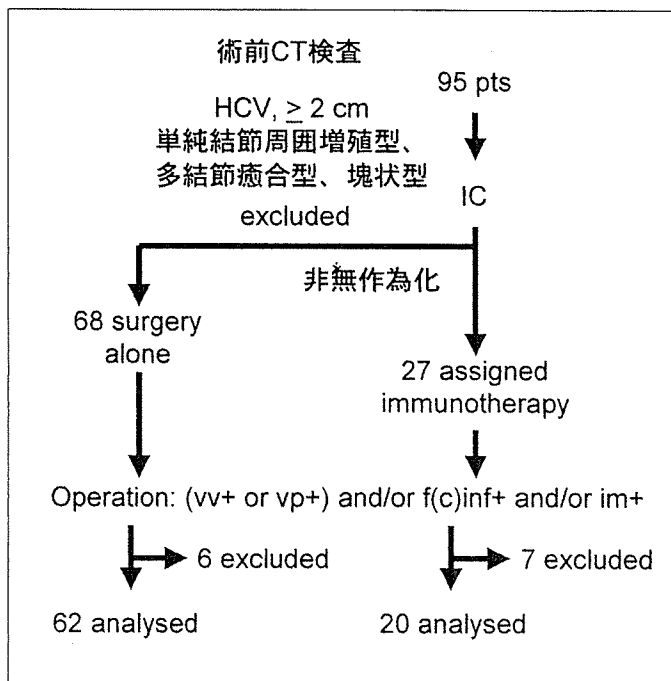 術前CT検査
95 pts
HCV, ≥ 2 cm
単純結節周囲増殖型、
多結節癒合型、塊状型
IC
excluded
非無作為化
68 surgery
alone
27 assigned
immunotherapy
Operation: (vv+ or vp+) and/or f(c)inf+ and/or im+
6 excluded
7 excluded
62 analysed
20 analysed